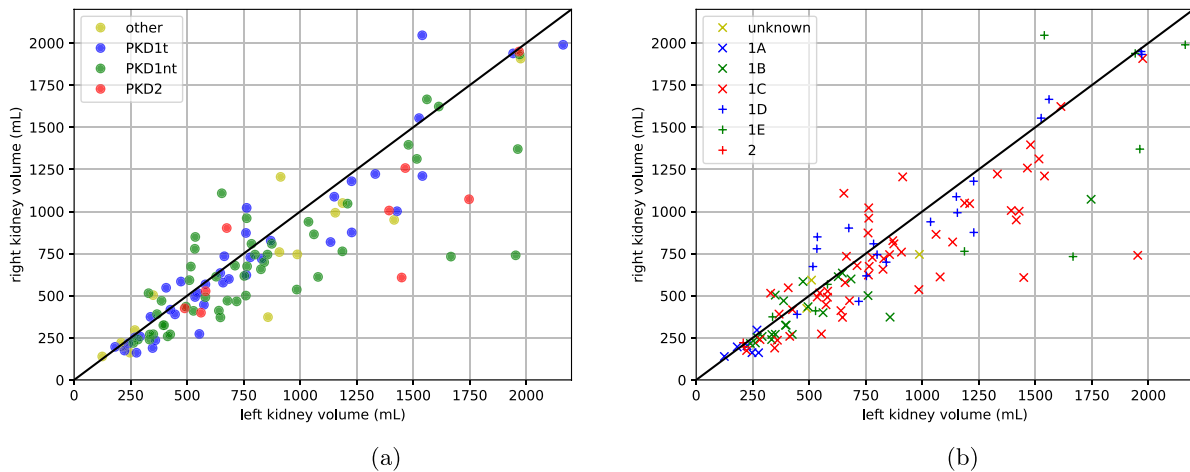 other
PKD1t
PKD1nt
PKD2
2000
1750
1500
1250
1000
750
500
250
0
right kidney volume (mL)
0 250 500 750 1000 1250 1500 1750 2000
left kidney volume (mL)
(a)
unknown
1A
1B
1C
1D
1E
2
2000
1750
1500
1250
1000
750
500
250
0
right kidney volume (mL)
0 250 500 750 1000 1250 1500 1750 2000
left kidney volume (mL)
(b)